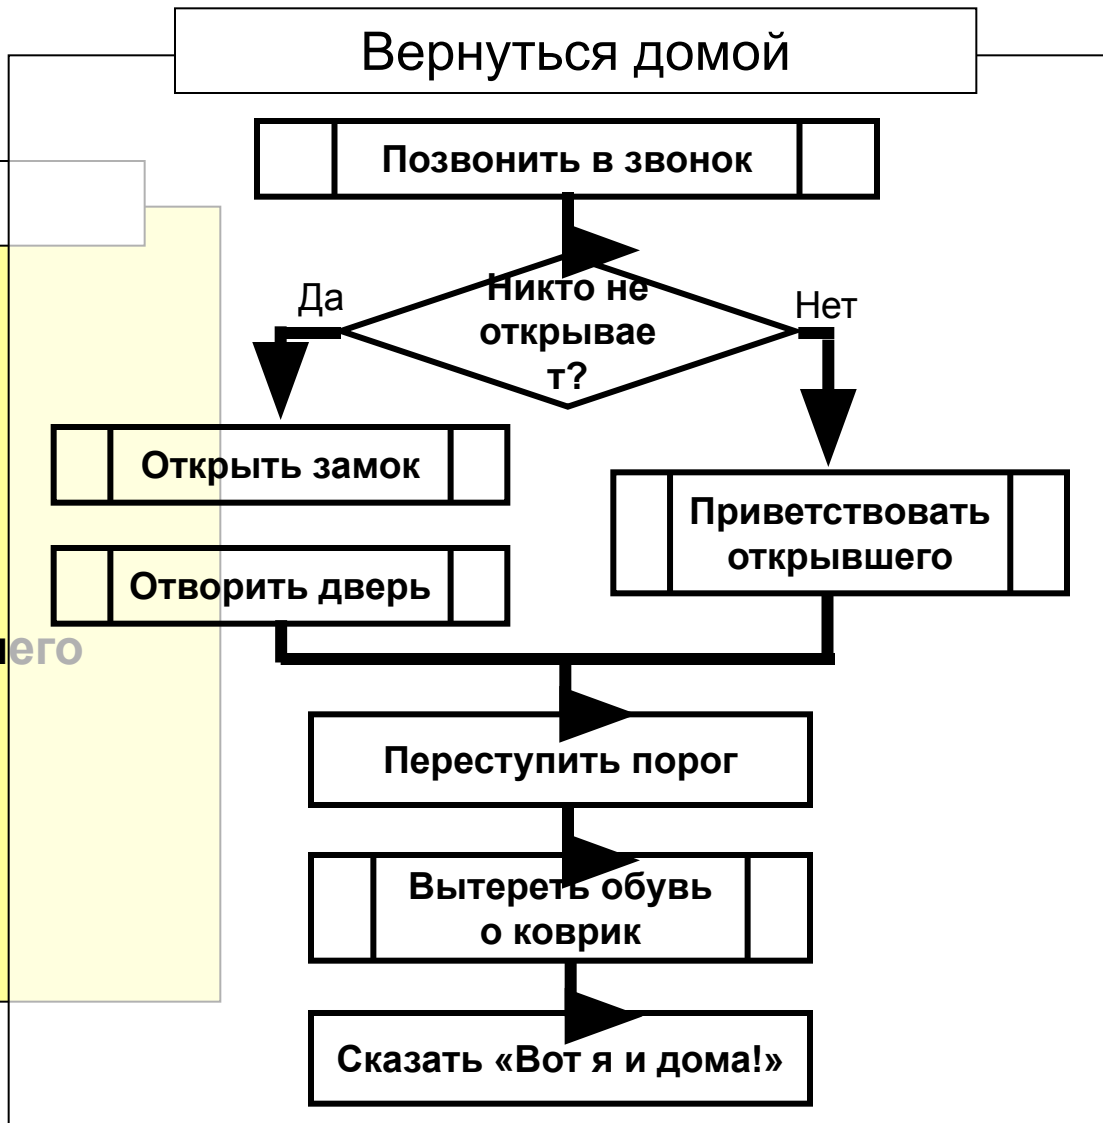 Вернуться домой
Позвонить в звонок
Да
Никто не
открывае
т?
Нет
Открыть замок
Приветствовать
открывшего
Отворить дверь
его
Переступить порог
Вытереть обувь
о коврик
Сказать «Вот я и дома!»